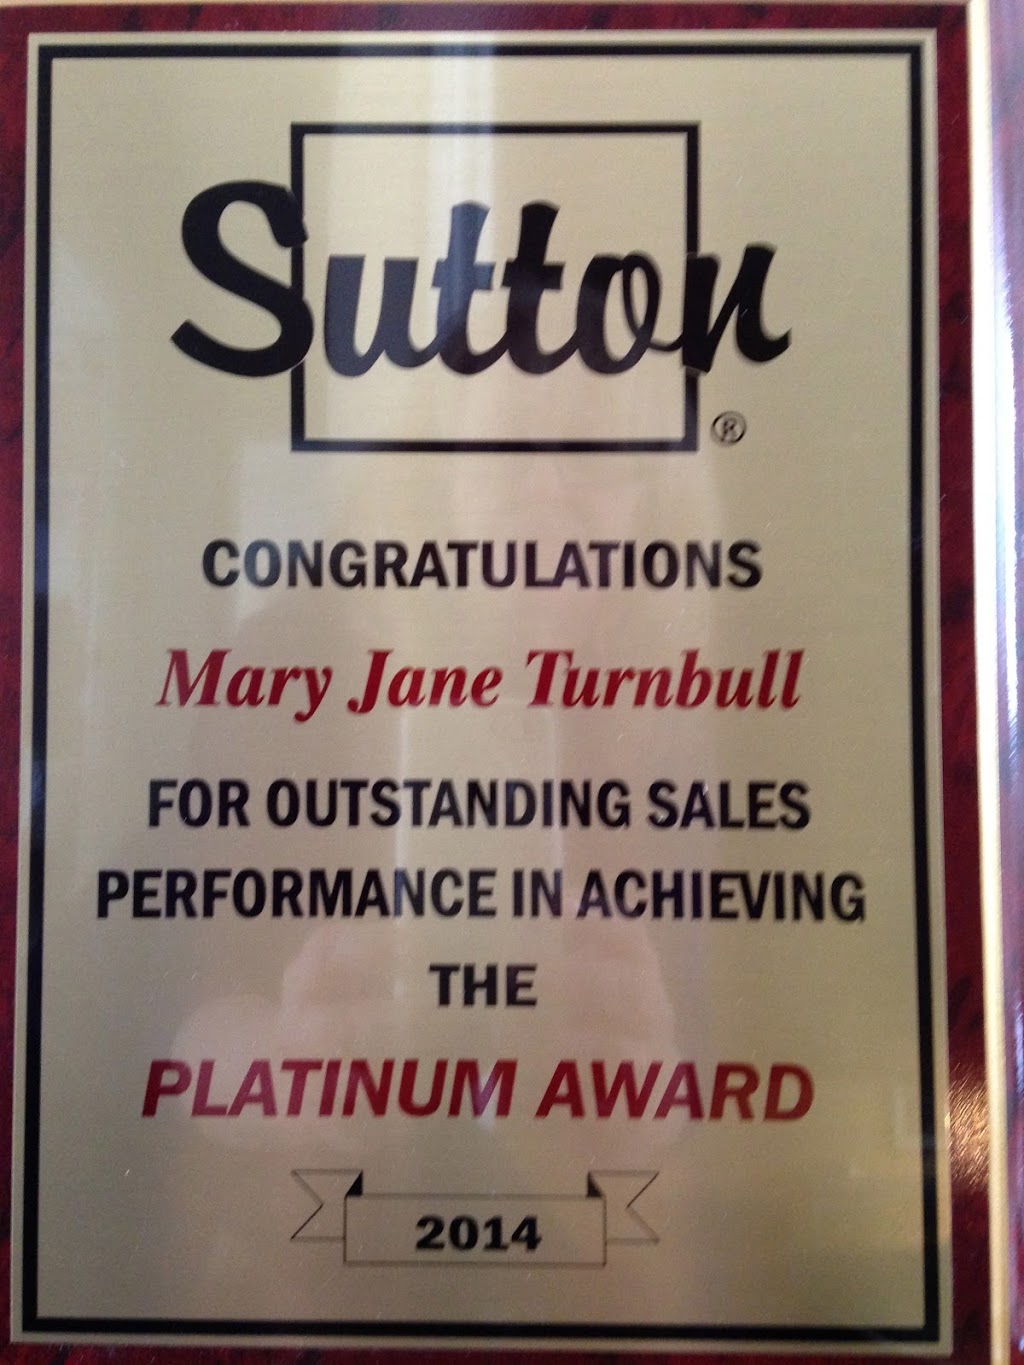 Sutton
®
CONGRATULATIONS
Mary Jane Turnbull
FOR OUTSTANDING SALES
PERFORMANCE IN ACHIEVING
THE
PLATINUM AWARD
2014